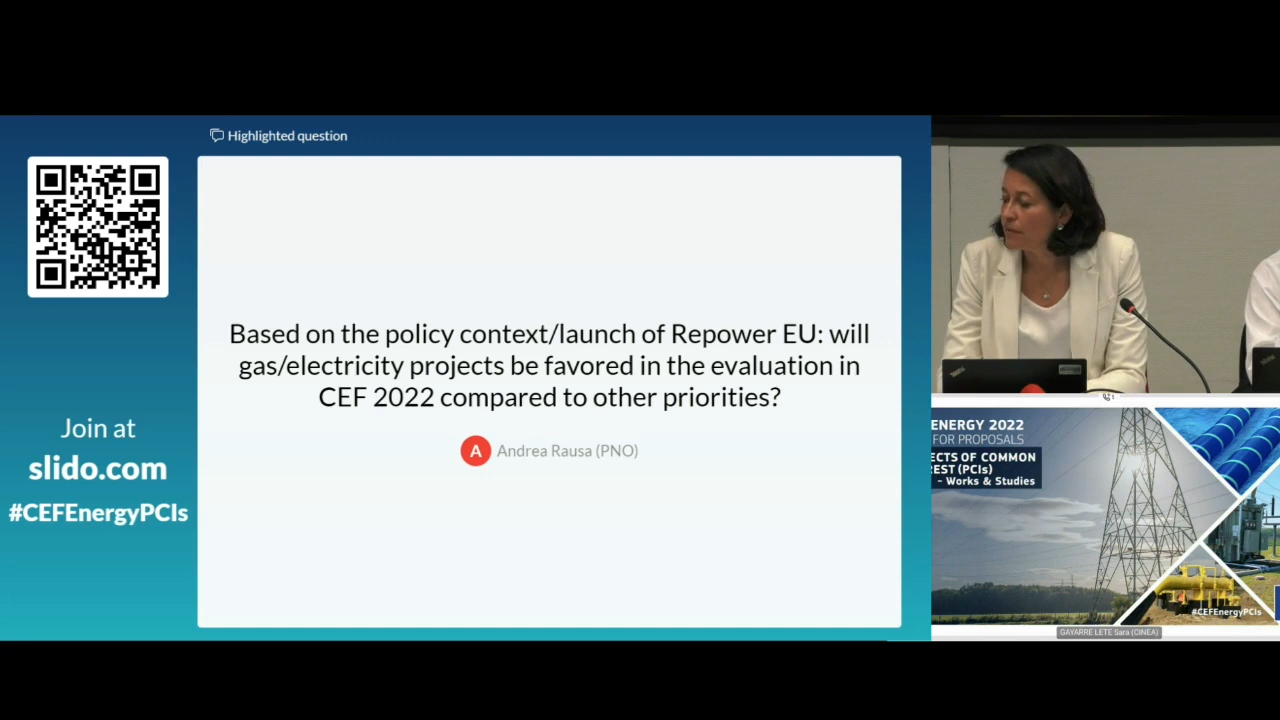 Highlighted question
Based on the policy context/launch of Repower EU: will
gas/electricity projects be favored in the evaluation in
CEF 2022 compared to other priorities?
A Andrea Rausa (PNO)
Join at
slido.com
#CEFEnergyPCIs
ENERGY 2022
FOR PROPOSALS
ECTS OF COMMON
REST (PCIs)
- Works & Studies
#CEFEnergyPCIs
GAYARRE LETE Sara (CINEA)